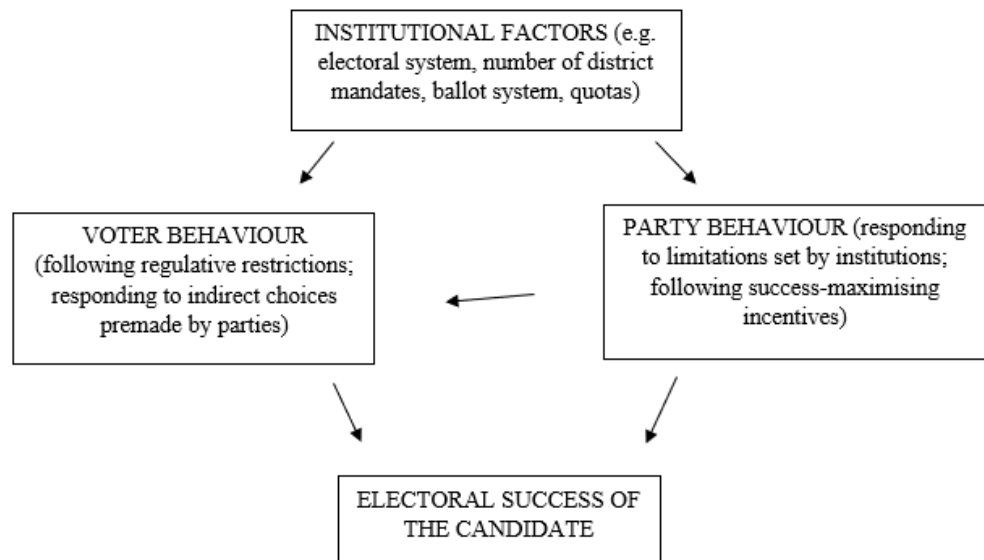 INSTITUTIONAL FACTORS (e.g.
electoral system, number of district
mandates, ballot system, quotas)
VOTER BEHAVIOUR
(following regulative restrictions;
responding to indirect choices
premade by parties)
PARTY BEHAVIOUR (responding
to limitations set by institutions;
following success-maximising
incentives)
ELECTORAL SUCCESS OF
THE CANDIDATE